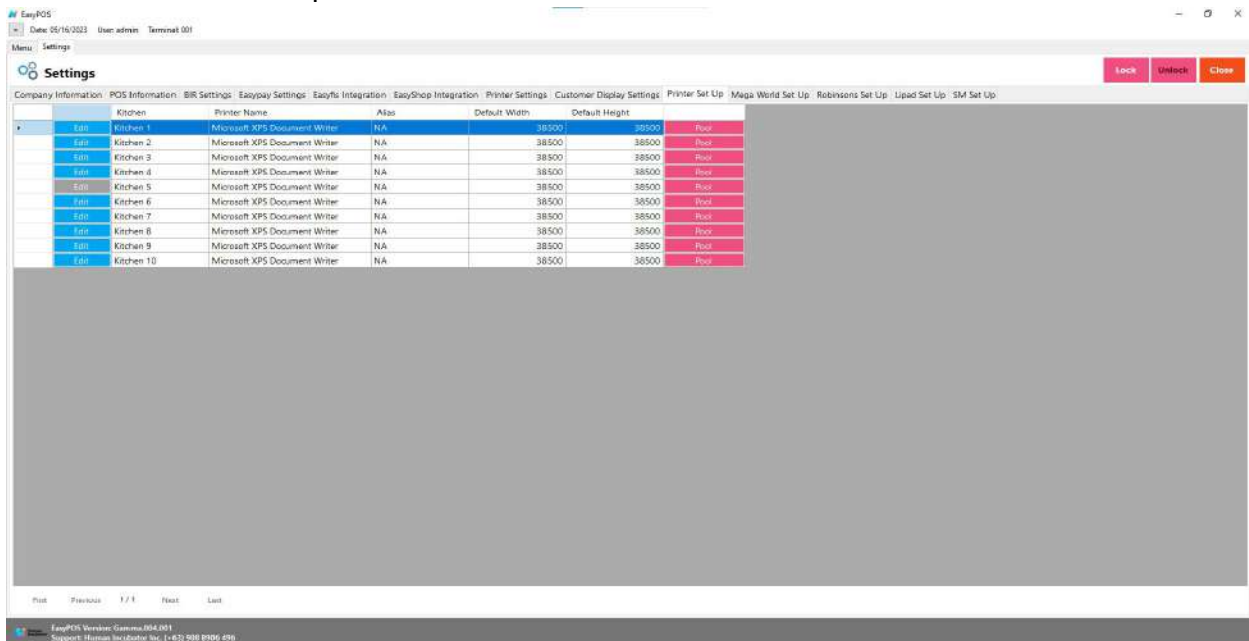 EasyPOS
Date: 05/16/2023 User: admin Terminal: 001
Menu Settings
Settings Lock Unlock Close
Company Information POS Information BIR Settings Easypay Settings Easyfis Integration EasyShop Integration Printer Settings Customer Display Settings Printer Set Up Mega World Set Up Robinsons Set Up Lipad Set Up SM Set Up
Kitchen Printer Name Alias Default Width Default Height
Edit Kitchen 1 Microsoft XPS Document Writer NA 38500 38500 Pool
Edit Kitchen 2 Microsoft XPS Document Writer NA 38500 38500 Pool
Edit Kitchen 3 Microsoft XPS Document Writer NA 38500 38500 Pool
Edit Kitchen 4 Microsoft XPS Document Writer NA 38500 38500 Pool
Edit Kitchen 5 Microsoft XPS Document Writer NA 38500 38500 Pool
Edit Kitchen 6 Microsoft XPS Document Writer NA 38500 38500 Pool
Edit Kitchen 7 Microsoft XPS Document Writer NA 38500 38500 Pool
Edit Kitchen 8 Microsoft XPS Document Writer NA 38500 38500 Pool
Edit Kitchen 9 Microsoft XPS Document Writer NA 38500 38500 Pool
Edit Kitchen 10 Microsoft XPS Document Writer NA 38500 38500 Pool
First Previous 1 / 1 Next Last
EasyPOS Version: Gamma.004.001
Support: Human Incubator Inc. (+63) 908 8906 496